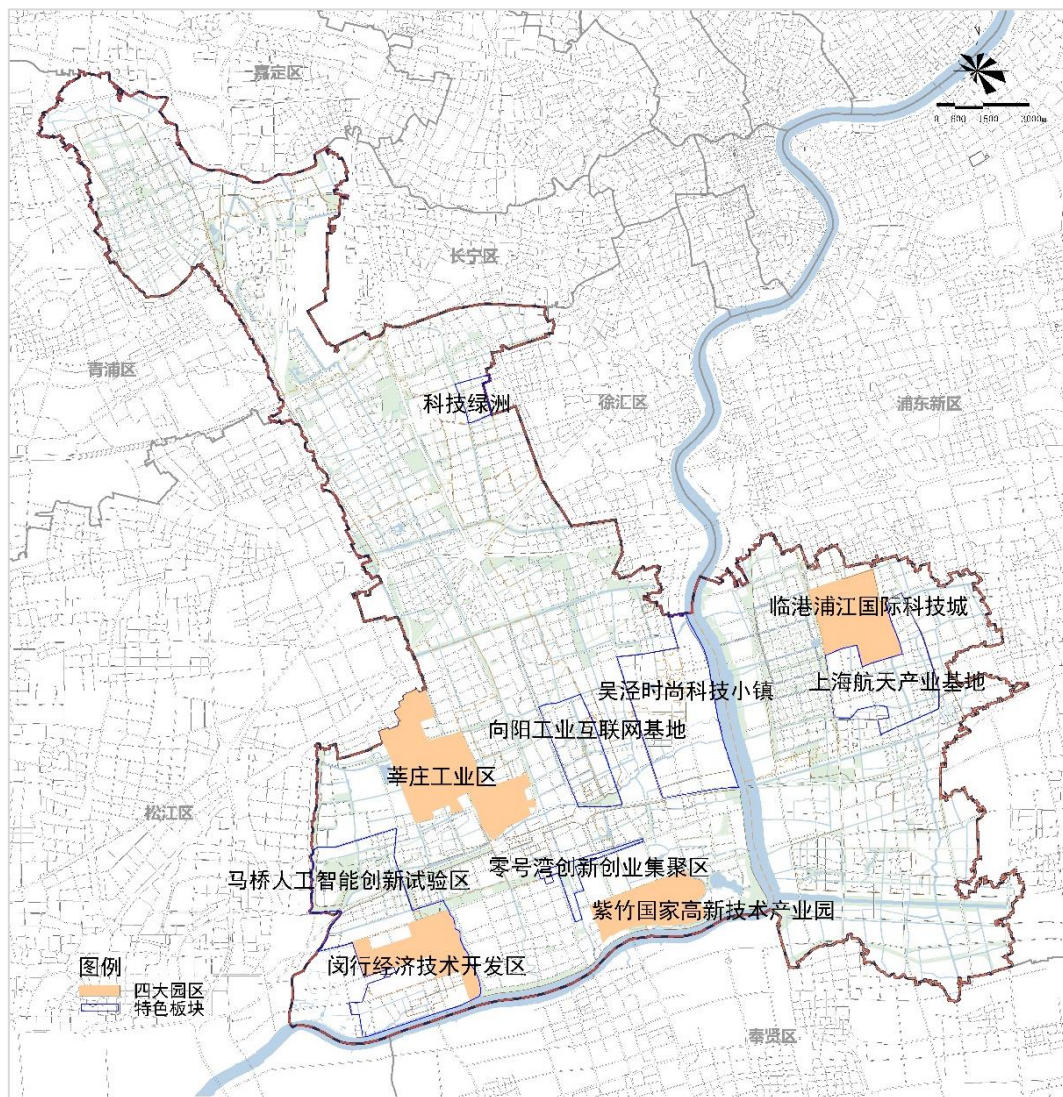 嘉定区
0 500 1500 3000m
长宁区
青浦区
科技绿洲
徐汇区
浦东新区
临港浦江国际科技城
上海航天产业基地
吴泾时尚科技小镇
向阳工业互联网基地
莘庄工业区
松江区
零号湾创新创业集聚区
马桥人工智能创新试验区
紫竹国家高新技术产业园
闵行经济技术开发区
图例
四大园区
特色板块
奉贤区